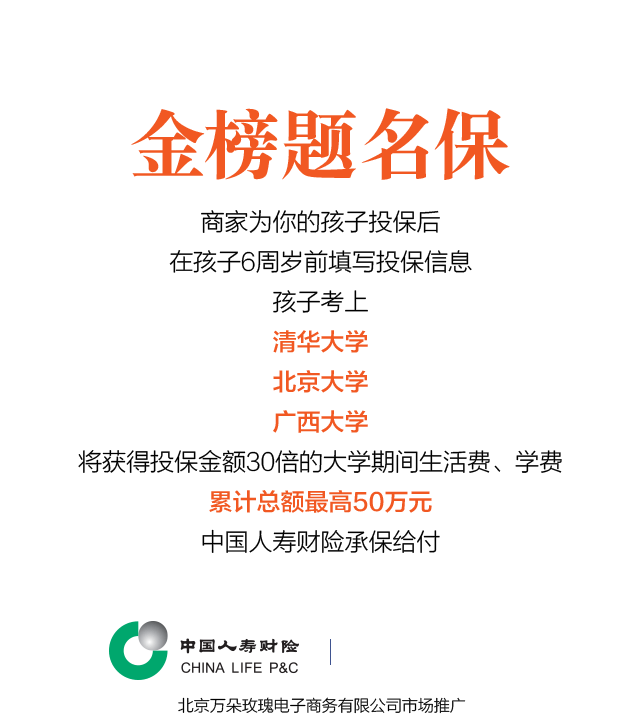 金榜题名保
商家为你的孩子投保后
在孩子6周岁前填写投保信息
孩子考上
清华大学
北京大学
广西大学
将获得投保金额30倍的大学期间生活费、学费
累计总额最高50万元
中国人寿财险承保给付
中国人寿财险
CHINA LIFE P&C
北京万朵玫瑰电子商务有限公司市场推广